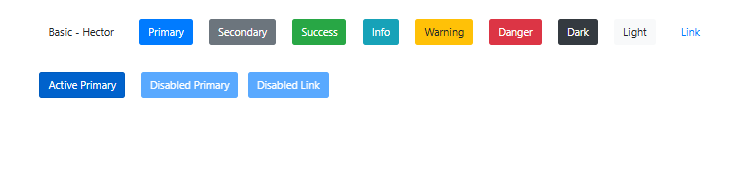 Basic - Hector Primary Secondary Success Info Warning Danger Dark Light Link
Active Primary Disabled Primary Disabled Link